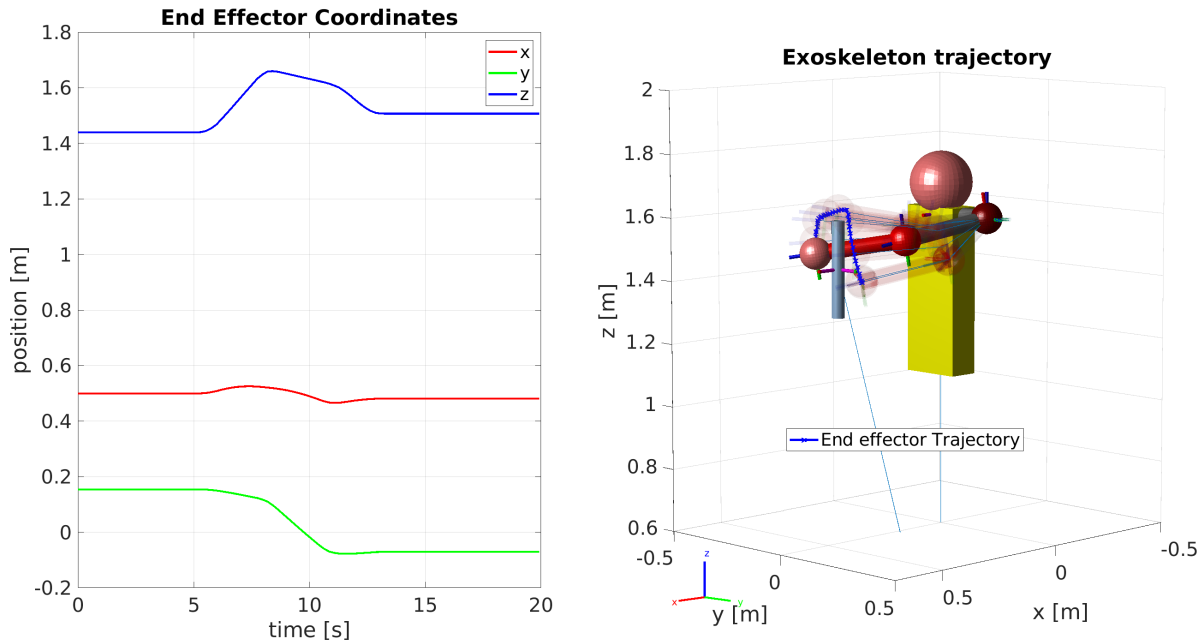 End Effector Coordinates
1.8
1.6
1.4
1.2
1
0.8
0.6
0.4
0.2
0
-0.2
position [m]
0
5
10
15
20
time [s]
x
y
z
Exoskeleton trajectory
2
1.8
1.6
1.4
1.2
1
0.8
0.6
z [m]
End effector Trajectory
-0.5
0
0.5
y [m]
0.5
0
-0.5
x [m]
z
x
y